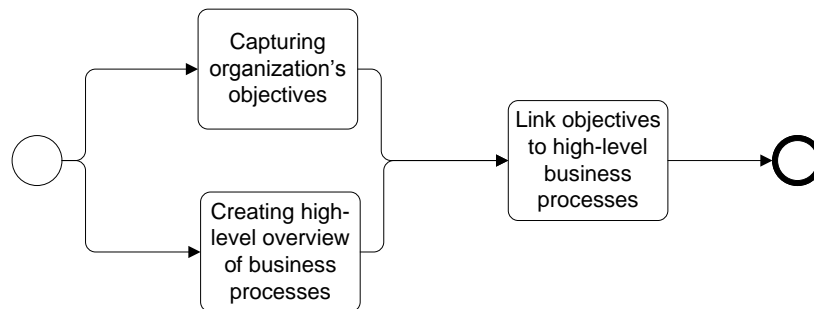 Capturing
organization’s
objectives
Link objectives
to high-level
business
processes
Creating high-
level overview
of business
processes